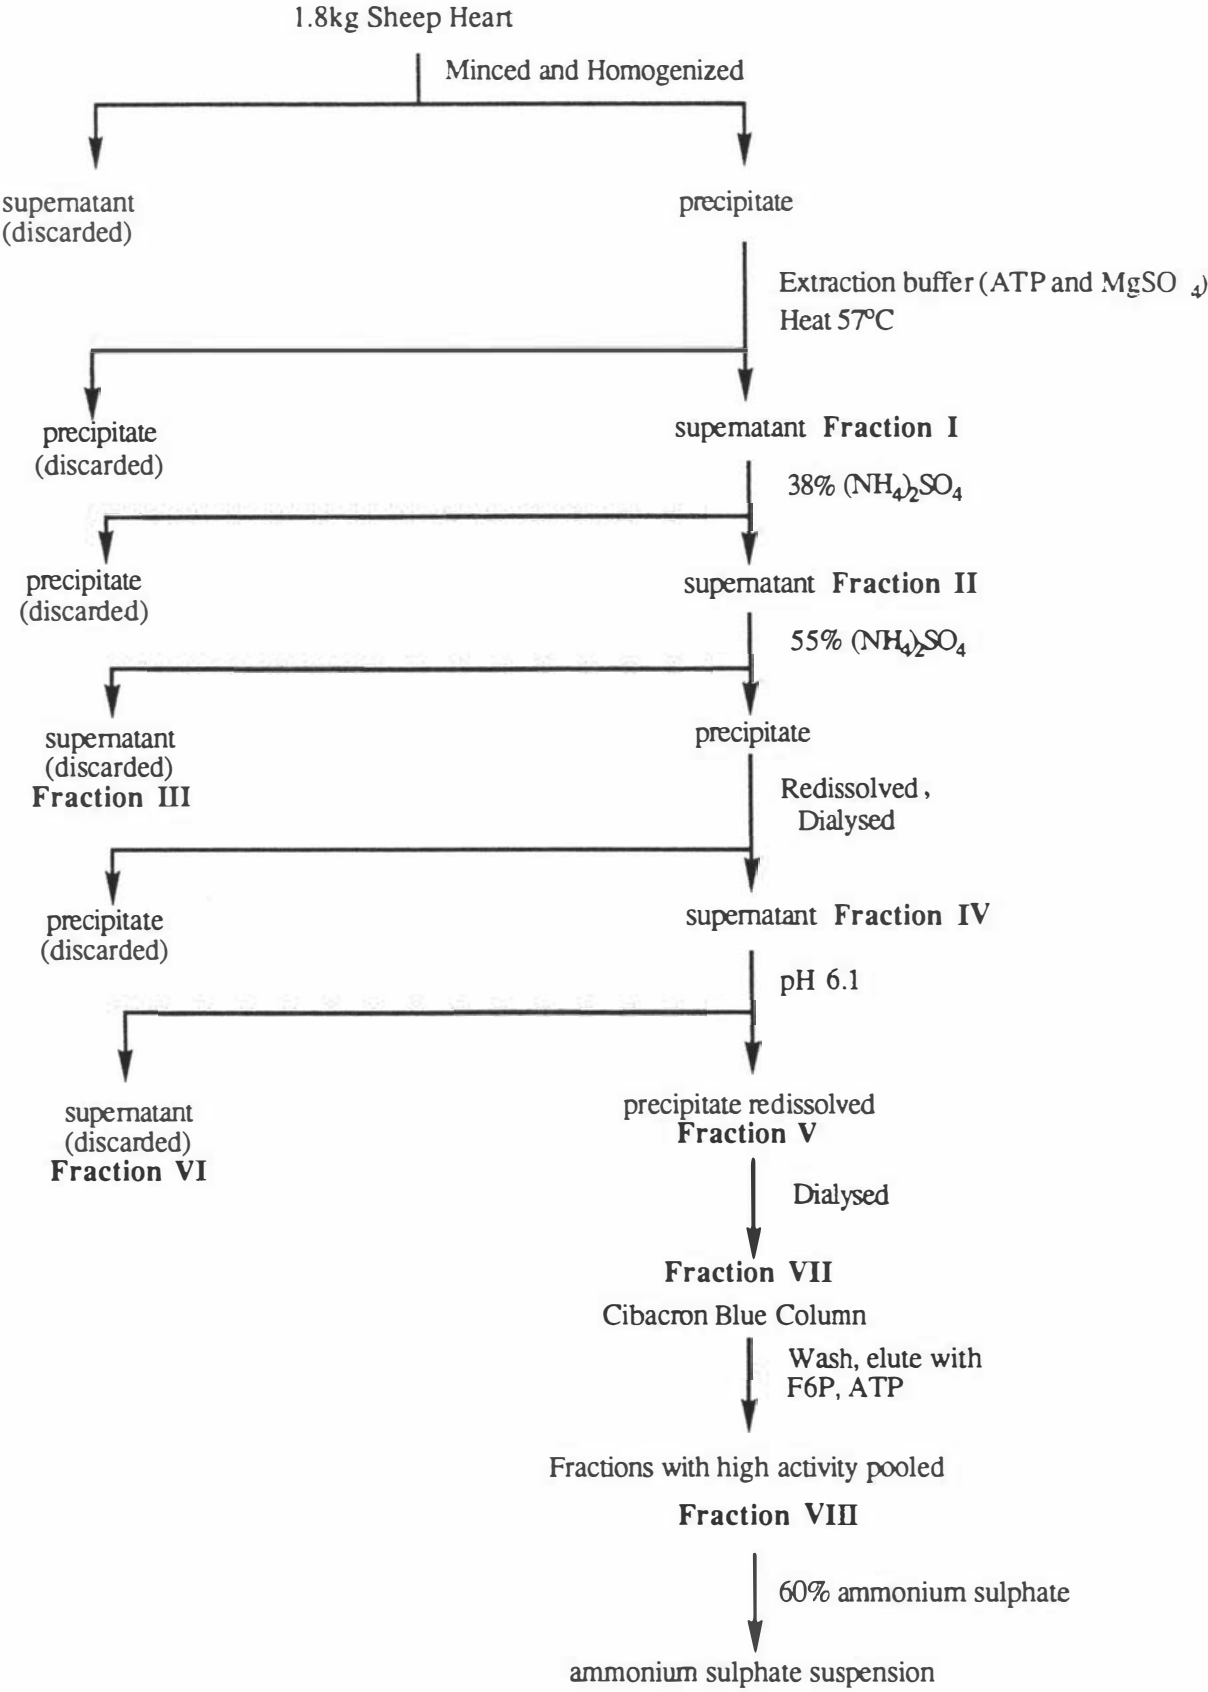 1.8kg Sheep Heart
Minced and Homogenized
supernatant
(discarded)
precipitate
Extraction buffer (ATP and MgSO4)
Heat 57°C
precipitate
(discarded)
supernatant Fraction I
38% (NH4)2SO4
precipitate
(discarded)
supernatant Fraction II
55% (NH4)2SO4
supernatant
(discarded)
Fraction III
precipitate
Redissolved,
Dialysed
precipitate
(discarded)
supernatant Fraction IV
pH 6.1
supernatant
(discarded)
Fraction VI
precipitate redissolved
Fraction V
Dialysed
Fraction VII
Cibacron Blue Column
Wash, elute with
F6P, ATP
Fractions with high activity pooled
Fraction VIII
60% ammonium sulphate
ammonium sulphate suspension